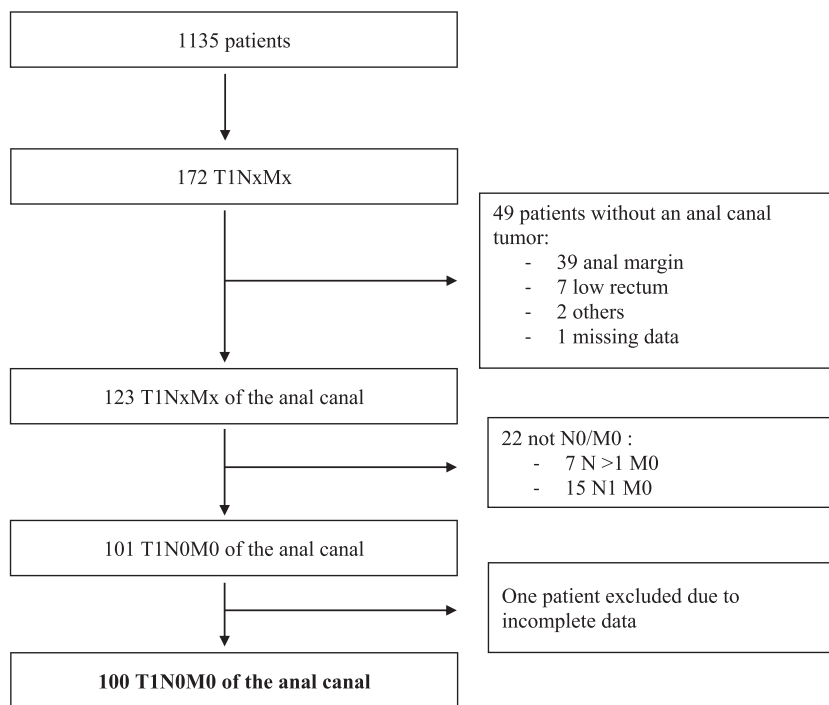 1135 patients
172 T1NxMx
49 patients without an anal canal
tumor:
- 39 anal margin
- 7 low rectum
- 2 others
- 1 missing data
123 T1NxMx of the anal canal
22 not N0/M0 :
- 7 N >1 M0
- 15 N1 M0
101 T1N0M0 of the anal canal
One patient excluded due to
incomplete data
100 T1N0M0 of the anal canal